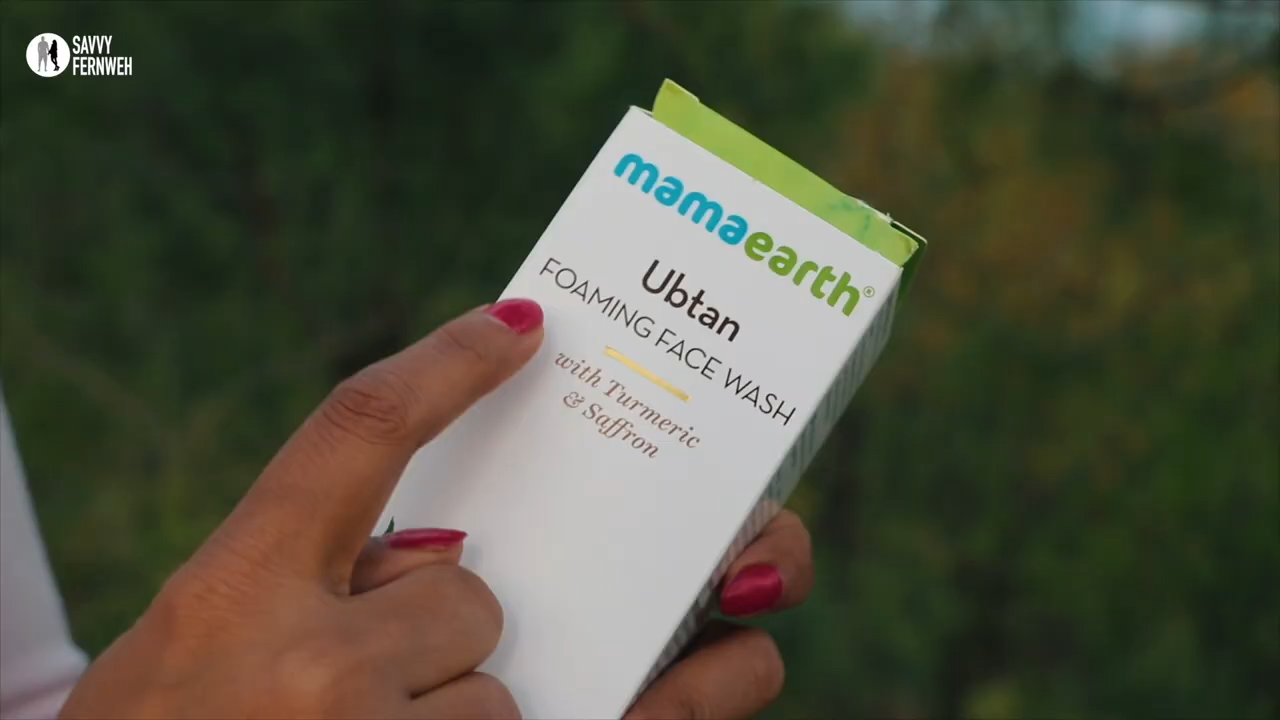 SAVVY
FERNWEH
mamaearth®
Ubtan
FOAMING FACE WASH
with Turmeric
& Saffron